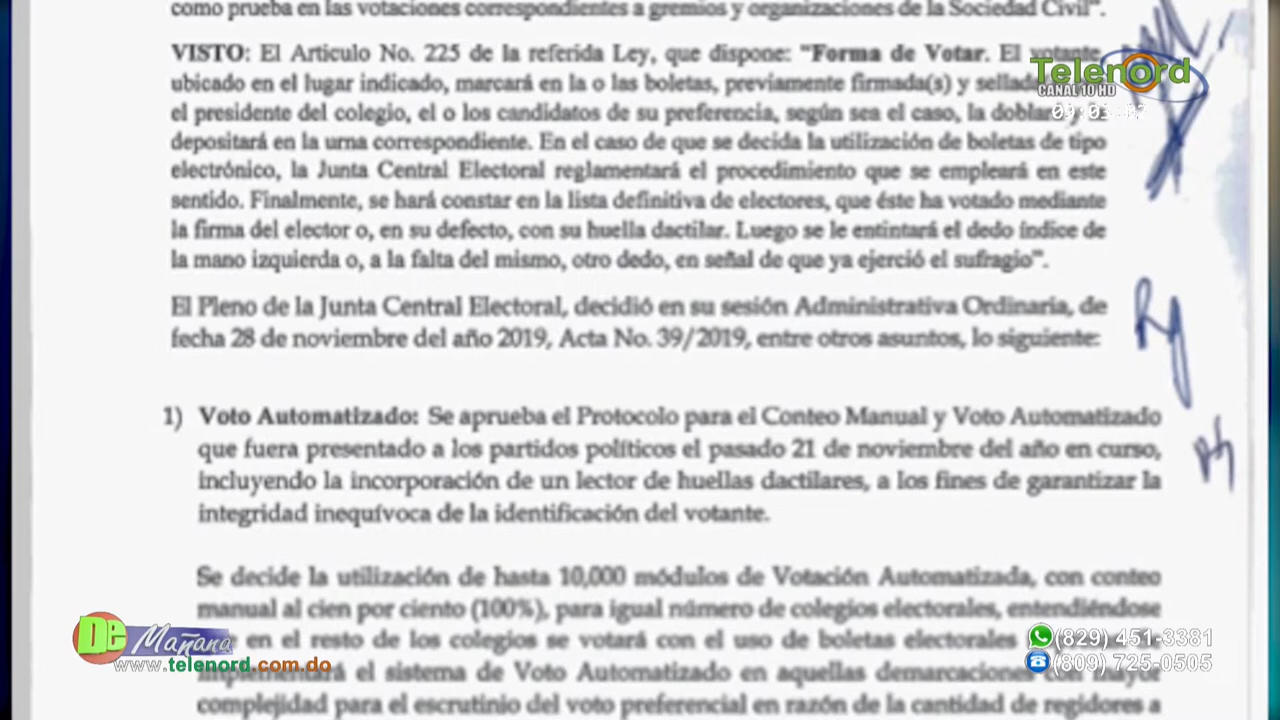 como prueba en las votaciones correspondientes a gremios y organizaciones de la Sociedad Civil".
VISTO: El Articulo No. 225 de la referida Ley, que dispone: "Forma de Votar. El votante
ubicado en el lugar indicado, marcará en la o las boletas, previamente firmada(s) y sellad
el presidente del colegio, el o los candidatos de su preferencia, según sea el caso, la doblar
depositará en la urna correspondiente. En el caso de que se decida la utilización de boletas de tipo
electrónico, la Junta Central Electoral reglamentará el procedimiento que se empleará en este
sentido. Finalmente, se hará constar en la lista definitiva de electores, que éste ha votado mediante
la firma del elector o, en su defecto, con su huella dactilar. Luego se le entintará el dedo índice de
la mano izquierda o, a la falta del mismo, otro dedo, en señal de que ya ejerció el sufragio".
El Pleno de la Junta Central Electoral, decidió en su sesión Administrativa Ordinaria, de
fecha 28 de noviembre del año 2019, Acta No. 39/2019, entre otros asuntos, lo siguiente:
1) Voto Automatizado: Se aprueba el Protocolo para el Conteo Manual y Voto Automatizado
que fuera presentado a los partidos políticos el pasado 21 de noviembre del año en curso,
incluyendo la incorporación de un lector de huellas dactilares, a los fines de garantizar la
integridad inequívoca de la identificación del votante.
Se decide la utilización de hasta 10,000 módulos de Votación Automatizada, con conteo
manual al cien por ciento (100%), para igual número de colegios electorales, entendiéndose
en el resto de los colegios se votará con el uso de boletas electorales
el sistema de Voto Automatizado en aquellas demarcaciones con mayor
complejidad para el escrutinio del voto preferencial en razón de la cantidad de regidores a
Telenord
CANAL 10 HD
De Mañana
www.telenord.com.do
(829) 451-3381
(809) 725-0505